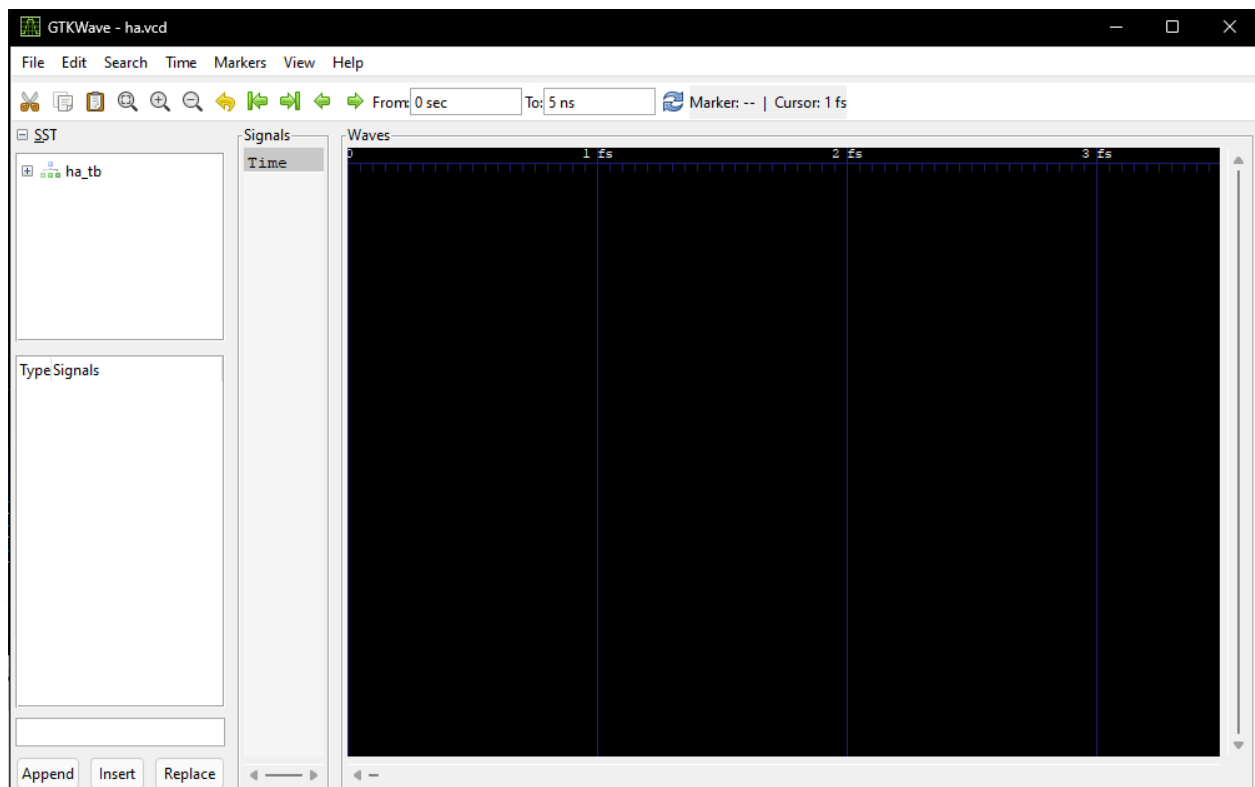 GTKWave - ha.vcd
File Edit Search Time Markers View Help
From: 0 sec To: 5 ns Marker: -- | Cursor: 1 fs
SST
ha_tb
Type Signals
Append Insert Replace
Signals
Time
Waves
0 1 fs 2 fs 3 fs